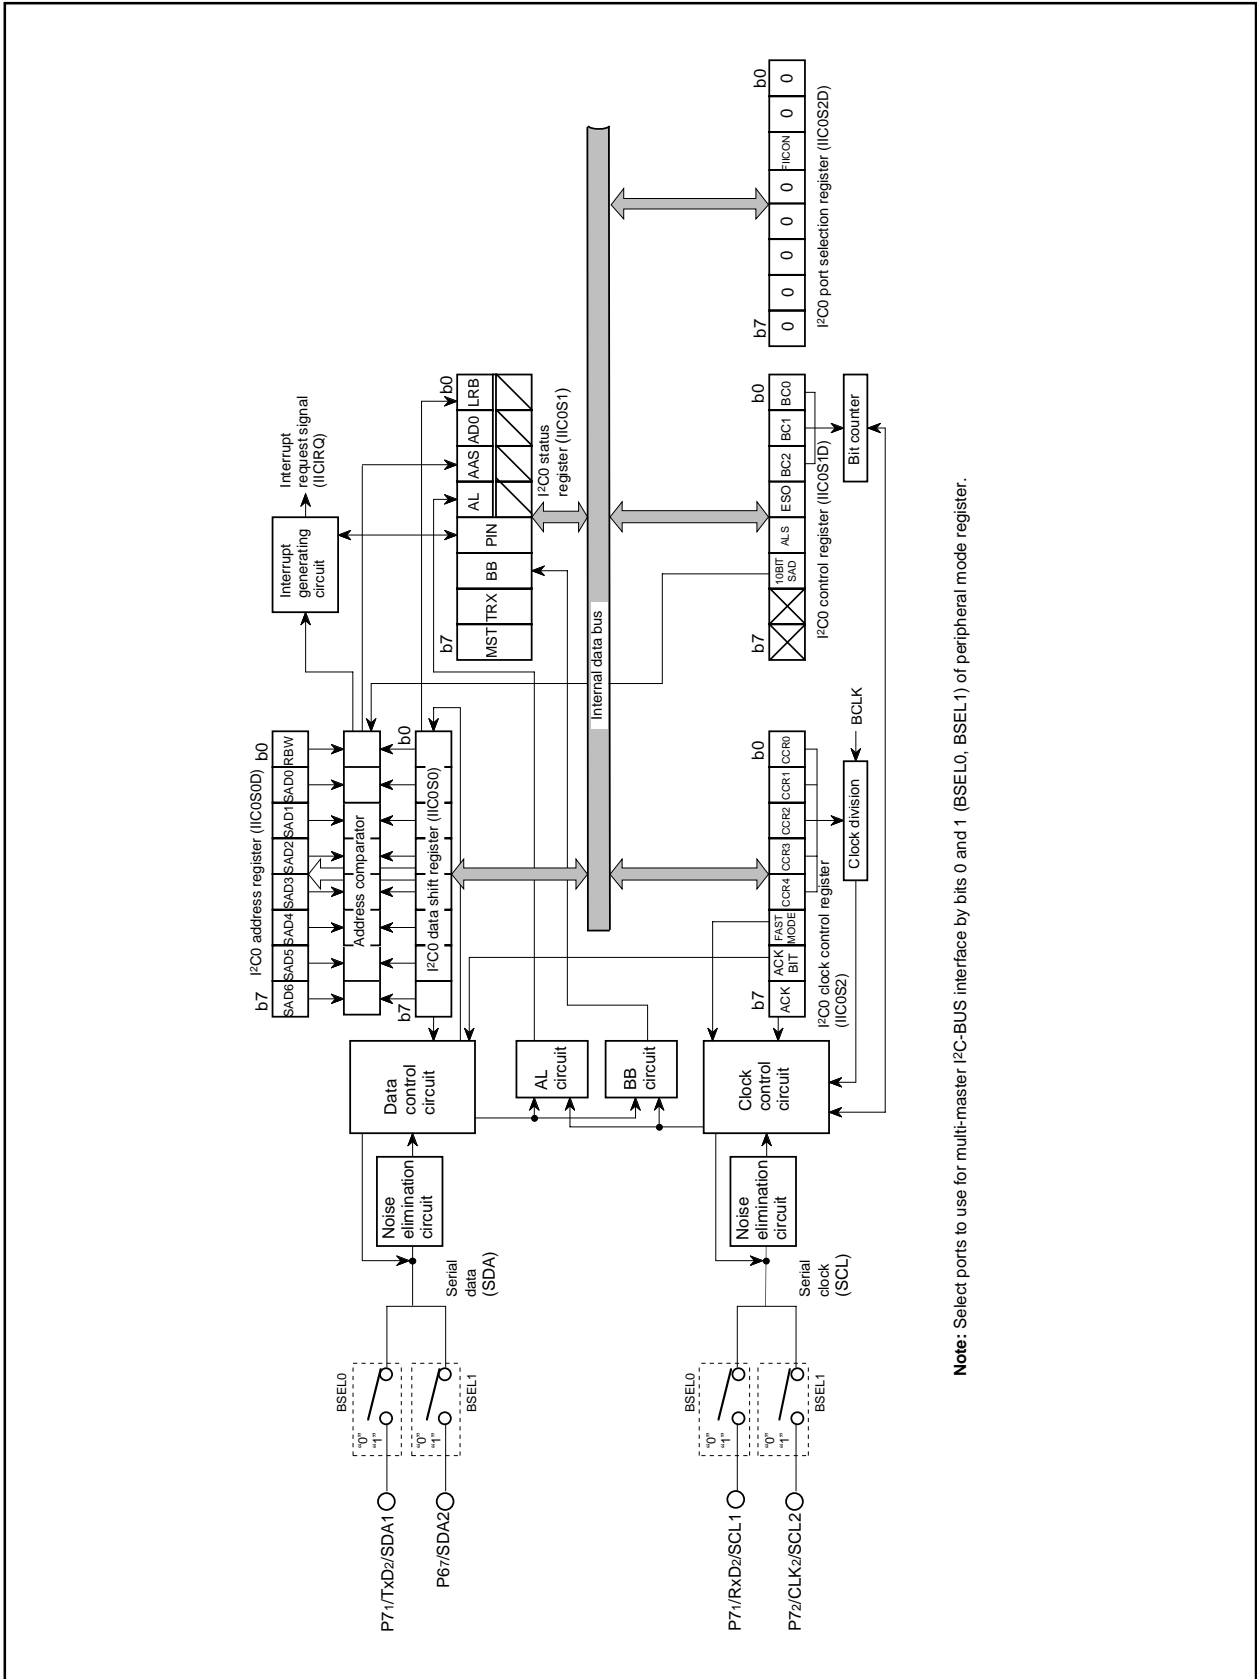 I²C0 address register (IIC0S0D)
b7 b0
SAD6 SAD5 SAD4 SAD3 SAD2 SAD1 SAD0 RBW
Address comparator
b7 b0
I²C0 data shift register (IIC0S0)
Interrupt
generating
circuit
Interrupt
request signal
(IICIRQ)
b7 b0
MST TRX BB PIN AL AAS AD0 LRB
I²C0 status
register (IIC0S1)
Data
control
circuit
Noise
elimination
circuit
Serial
data
(SDA)
BSEL0
“0”
“1”
P71/TxD2/SDA1
“0”
“1”
BSEL1
P67/SDA2
AL
circuit
BB
circuit
Internal data bus
Clock
control
circuit
Noise
elimination
circuit
Serial
clock
(SCL)
BSEL0
“0”
“1”
P71/RxD2/SCL1
“0”
“1”
BSEL1
P72/CLK2/SCL2
b7 b0
ACK ACK BIT FAST MODE CCR4 CCR3 CCR2 CCR1 CCR0
I²C0 clock control register
(IIC0S2)
Clock division
BCLK
b7 b0
10BIT SAD ALS ESO BC2 BC1 BC0
I²C0 control register (IIC0S1D)
Bit counter
b7 b0
0 0 0 0 0 FIICON 0 0
I²C0 port selection register (IIC0S2D)
Note: Select ports to use for multi-master I²C-BUS interface by bits 0 and 1 (BSEL0, BSEL1) of peripheral mode register.